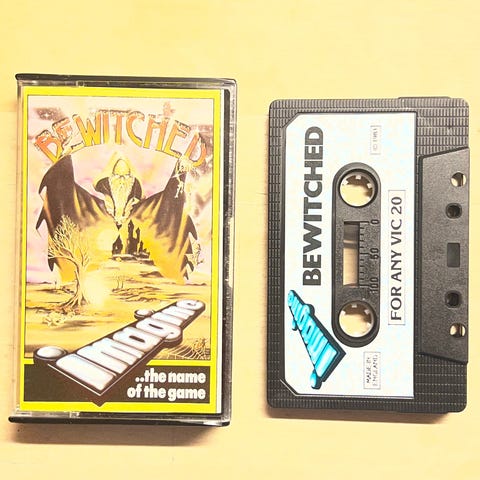 BEWITCHED
imagine
...the name
of the game
BEWITCHED
© 1983
imagine
FOR ANY VIC 20
100 50 0
MADE IN
ENGLAND